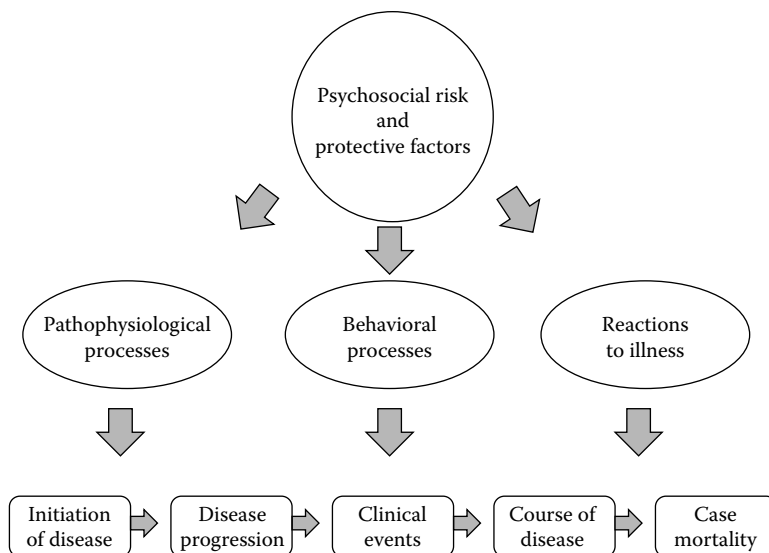 Psychosocial risk
and
protective factors
Pathophysiological
processes
Behavioral
processes
Reactions
to illness
Initiation
of disease
Disease
progression
Clinical
events
Course of
disease
Case
mortality